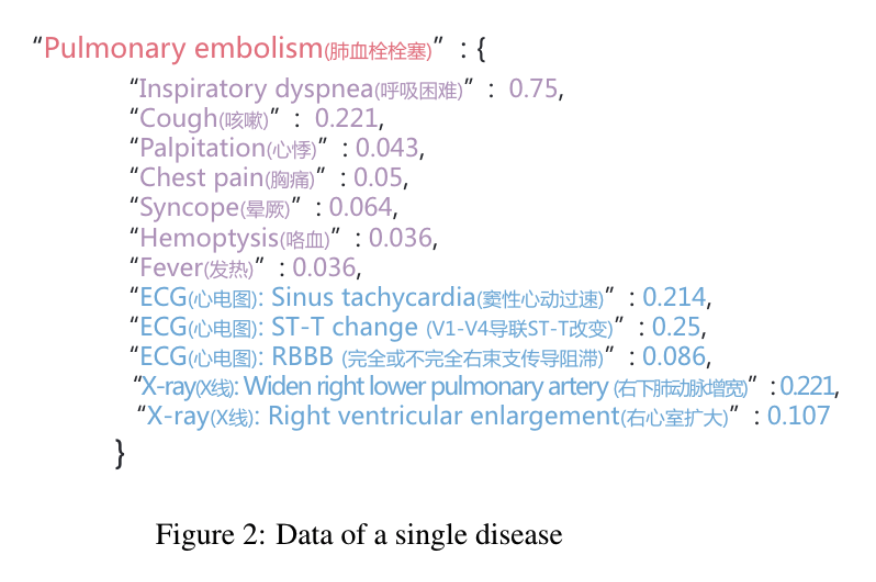 “Pulmonary embolism(肺血栓栓塞)” : {
“Inspiratory dyspnea(呼吸困难)” : 0.75,
“Cough(咳嗽)” : 0.221,
“Palpitation(心悸)” : 0.043,
“Chest pain(胸痛)” : 0.05,
“Syncope(晕厥)” : 0.064,
“Hemoptysis(咯血)” : 0.036,
“Fever(发热)” : 0.036,
“ECG(心电图): Sinus tachycardia(窦性心动过速)” : 0.214,
“ECG(心电图): ST-T change (V1-V4导联ST-T改变)” : 0.25,
“ECG(心电图): RBBB (完全或不完全右束支传导阻滞)” : 0.086,
“X-ray(X线): Widen right lower pulmonary artery (右下肺动脉增宽)” : 0.221,
“X-ray(X线): Right ventricular enlargement(右心室扩大)” : 0.107
}
Figure 2: Data of a single disease